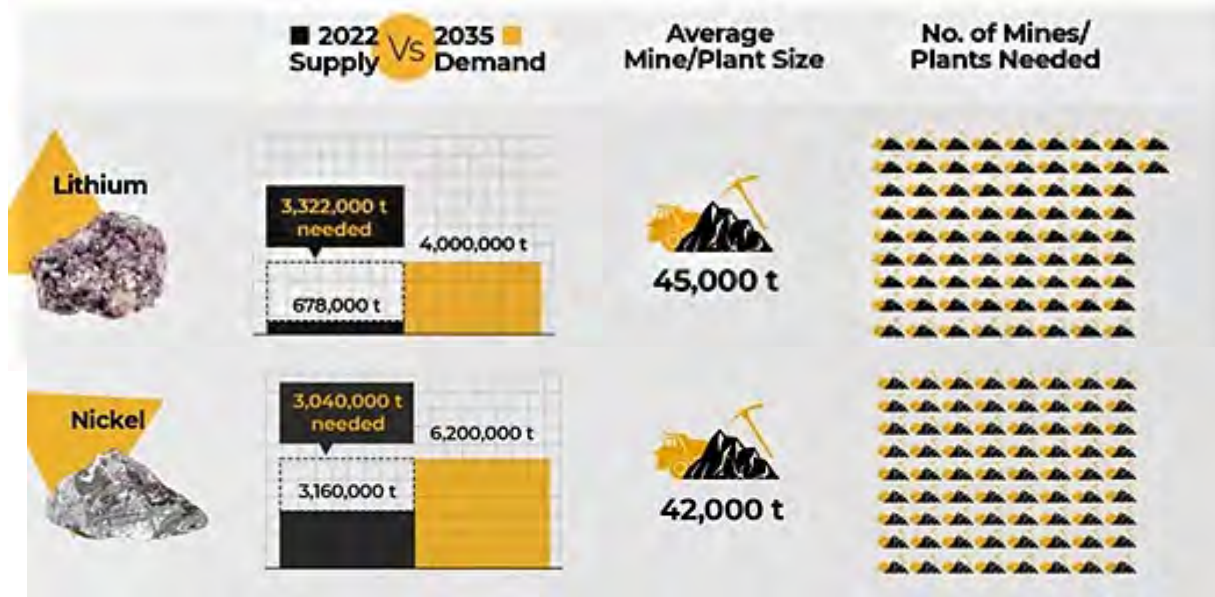 2022 Vs 2035
Supply Demand
Average
Mine/Plant Size
No. of Mines/
Plants Needed
Lithium
3,322,000 t
needed
4,000,000 t
678,000 t
45,000 t
Nickel
3,040,000 t
needed
6,200,000 t
3,160,000 t
42,000 t